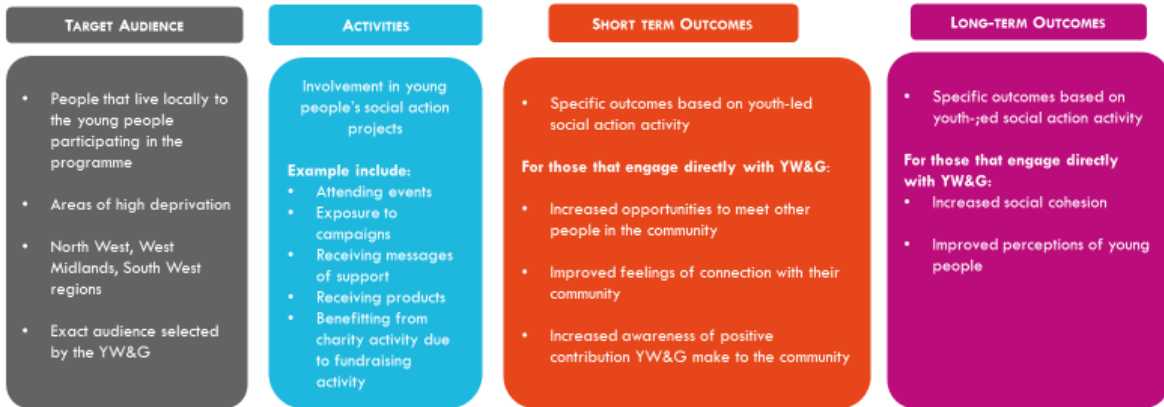 TARGET AUDIENCE
• People that live locally to
the young people
participating in the
programme
• Areas of high deprivation
• North West, West
Midlands, South West
regions
• Exact audience selected
by the YW&G
ACTIVITIES
Involvement in young
people's social action
projects
Example include:
• Attending events
• Exposure to
campaigns
• Receiving messages
of support
• Receiving products
• Benefitting from
charity activity due
to fundraising
activity
SHORT TERM OUTCOMES
• Specific outcomes based on youth-led
social action activity
For those that engage directly with YW&G:
• Increased opportunities to meet other
people in the community
• Improved feelings of connection with their
community
• Increased awareness of positive
contribution YW&G make to the community
LONG-TERM OUTCOMES
• Specific outcomes based on
youth-;ed social action activity
For those that engage directly
with YW&G:
• Increased social cohesion
• Improved perceptions of young
people